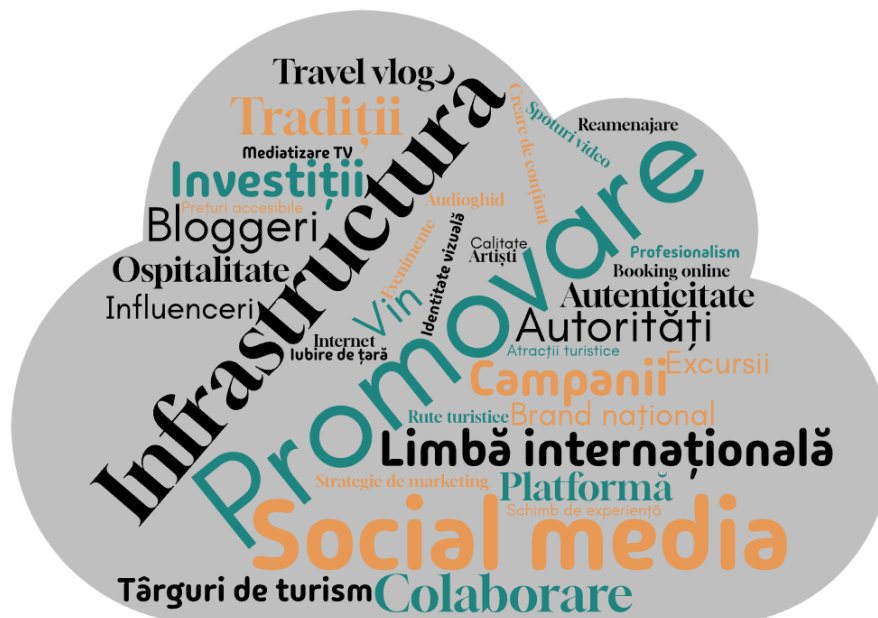 Travel vlog
Tradiții
Mediatizare TV
Investiții
Prețuri accesibile
Bloggeri
Ospitalitate
Influenceri
Infrastructura
Creare de conținut
Spoturi video
Reamenajare
Audioghid
Evenimente
Identitate vizuală
Calitate
Artiști
Vin
Internet
Iubire de țară
Promovare
Profesionalism
Booking online
Autenticitate
Autorități
Atracții turistice
Excursii
Campanii
Rute turistice
Brand național
Limbă internațională
Strategie de marketing
Platformă
Schimb de experiență
Social media
Târguri de turism
Colaborare